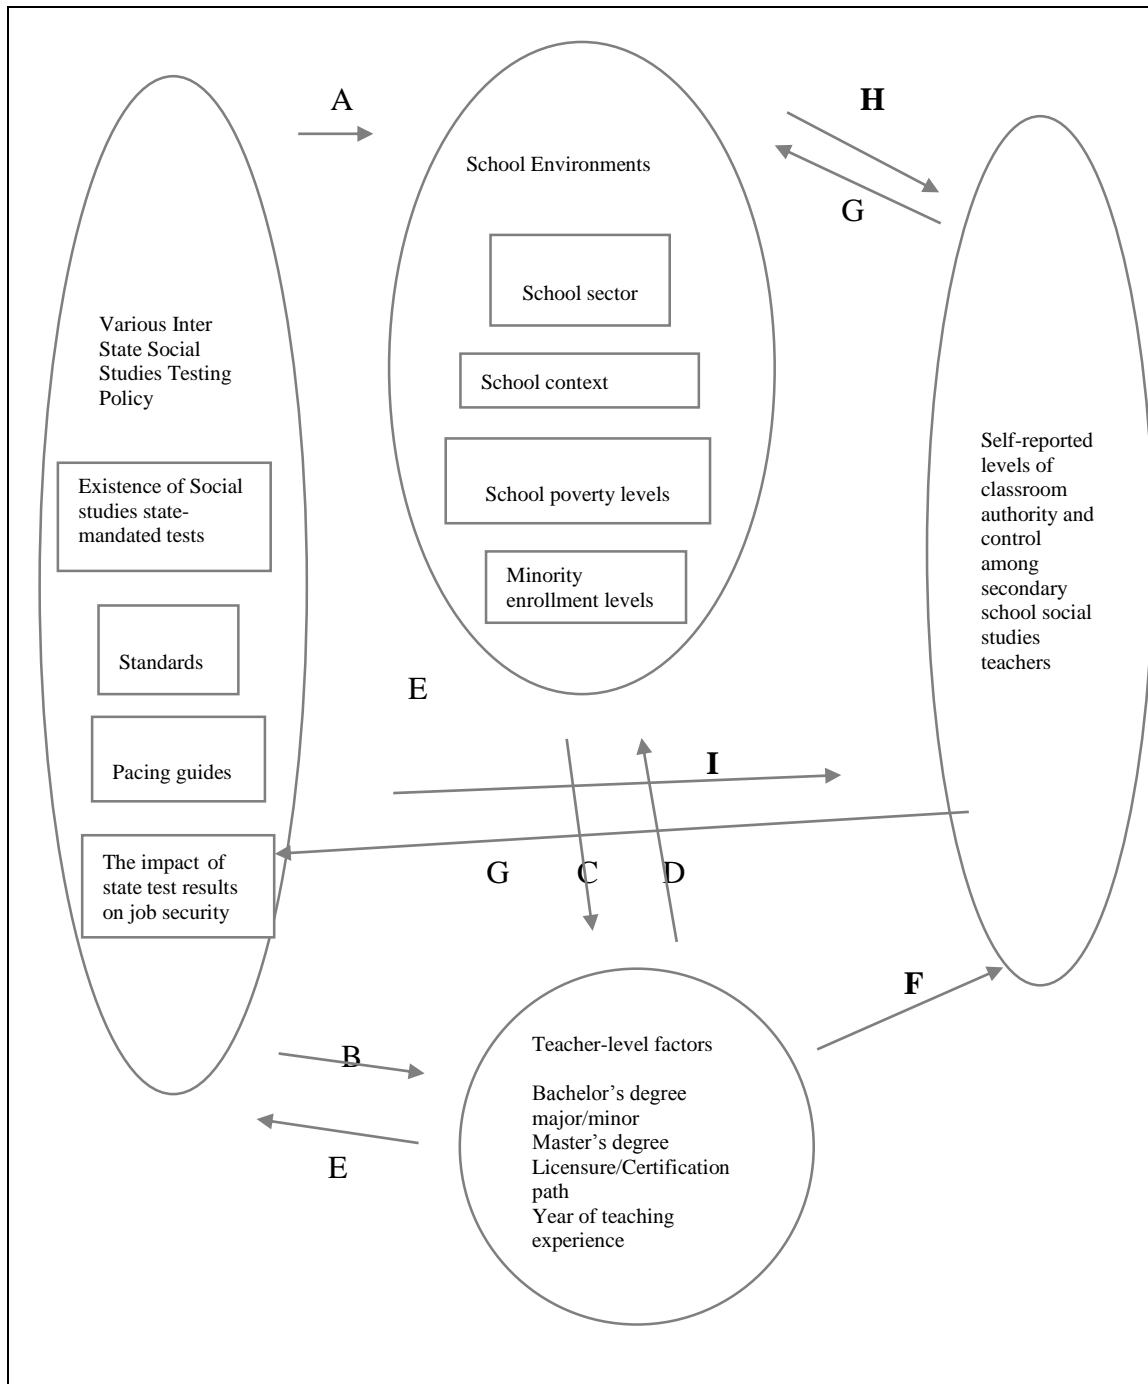 A
H
School Environments
G
School sector
Various Inter
State Social
Studies Testing
Policy
School context
Self-reported
levels of
classroom
authority and
control
among
secondary
school social
studies
teachers
Existence of Social
studies state-
mandated tests
School poverty levels
Minority
enrollment levels
Standards
E
Pacing guides
I
The impact of
state test results
on job security
G
C
D
F
B
Teacher-level factors
Bachelor’s degree
major/minor
Master’s degree
Licensure/Certification
path
Year of teaching
experience
E